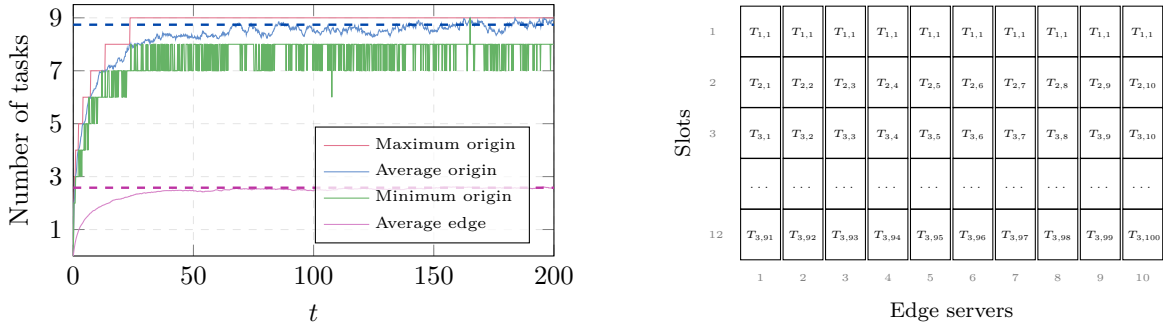 9
7
5
3
1
Number of tasks
Maximum origin
Average origin
Minimum origin
Average edge
0 50 100 150 200
t
Slots
1 T1,1 T1,1 T1,1 T1,1 T1,1 T1,1 T1,1 T1,1 T1,1 T1,1
2 T2,1 T2,2 T2,3 T2,4 T2,5 T2,6 T2,7 T2,8 T2,9 T2,10
3 T3,1 T3,2 T3,3 T3,4 T3,5 T3,6 T3,7 T3,8 T3,9 T3,10
... ... ... ... ... ... ... ... ... ...
12 T3,91 T3,92 T3,93 T3,94 T3,95 T3,96 T3,97 T3,98 T3,99 T3,100
1 2 3 4 5 6 7 8 9 10
Edge servers